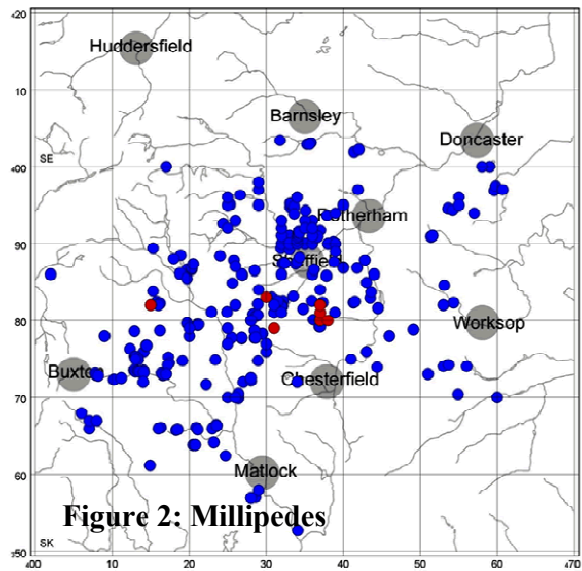 20
Huddersfield
10
Barnsley
Doncaster
SE
400
Rotherham
90
Sheffield
80
Worksop
Buxton
Chesterfield
70
Matlock
60
Figure 2: Millipedes
50
SK
400 10 20 30 40 50 60 470